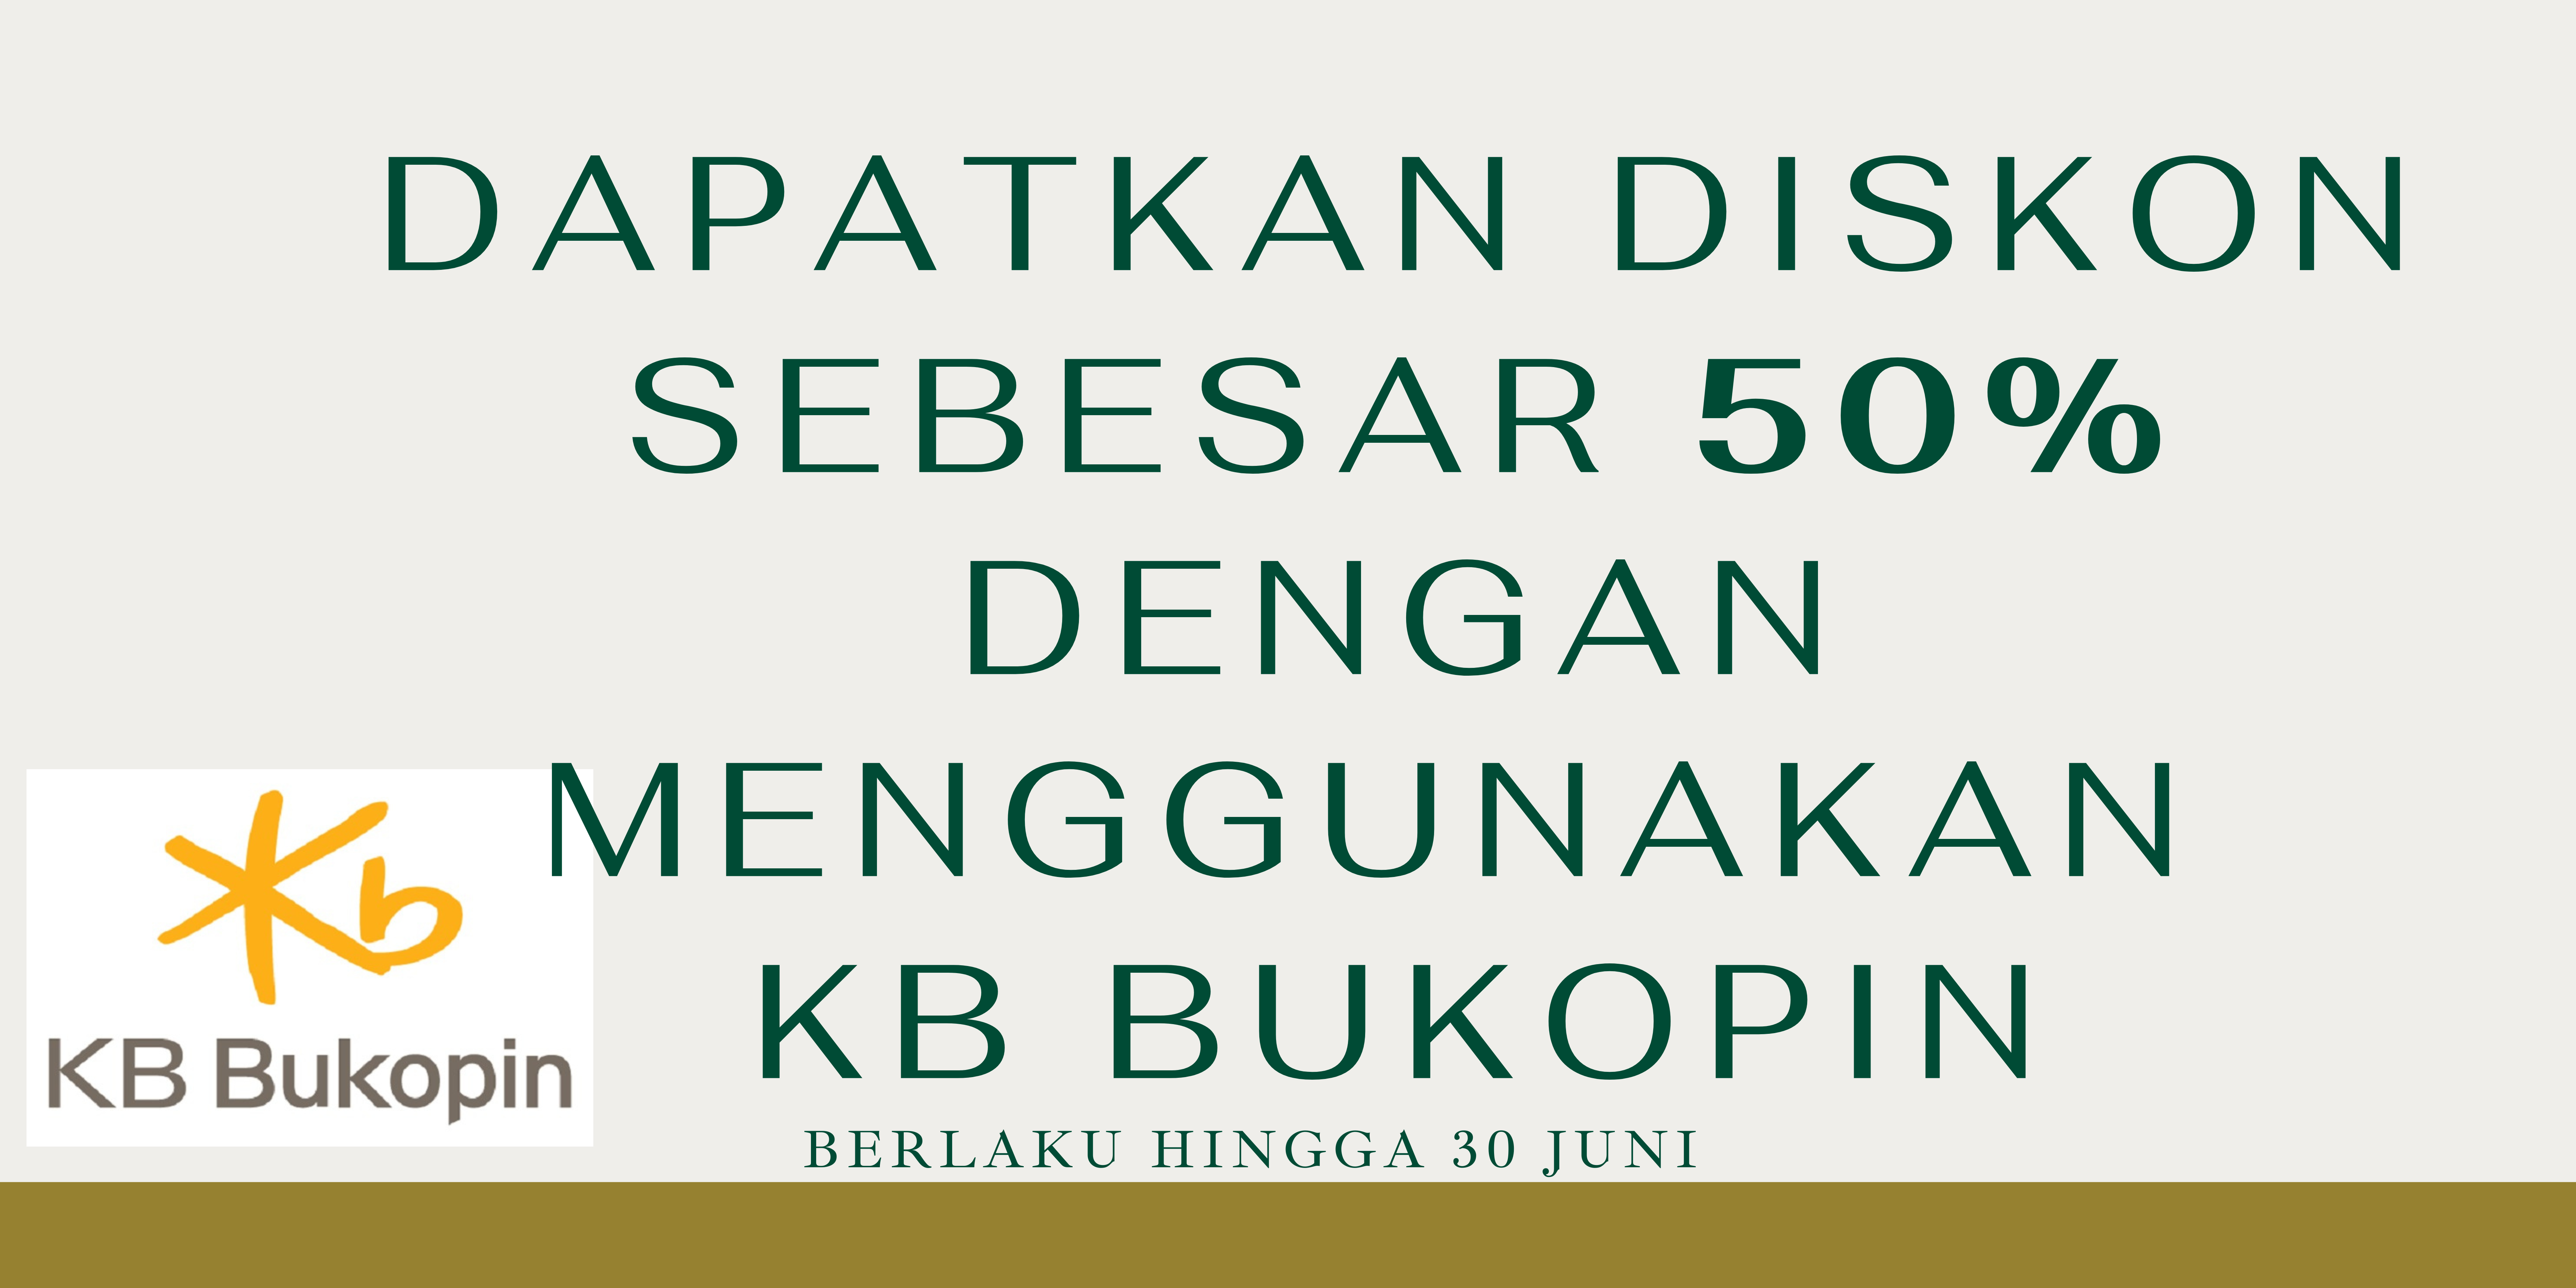 DAPATKAN DISKON
SEBESAR 50%
DENGAN
MENGGUNAKAN
KB BUKOPIN
Kb
KB Bukopin
BERLAKU HINGGA 30 JUNI